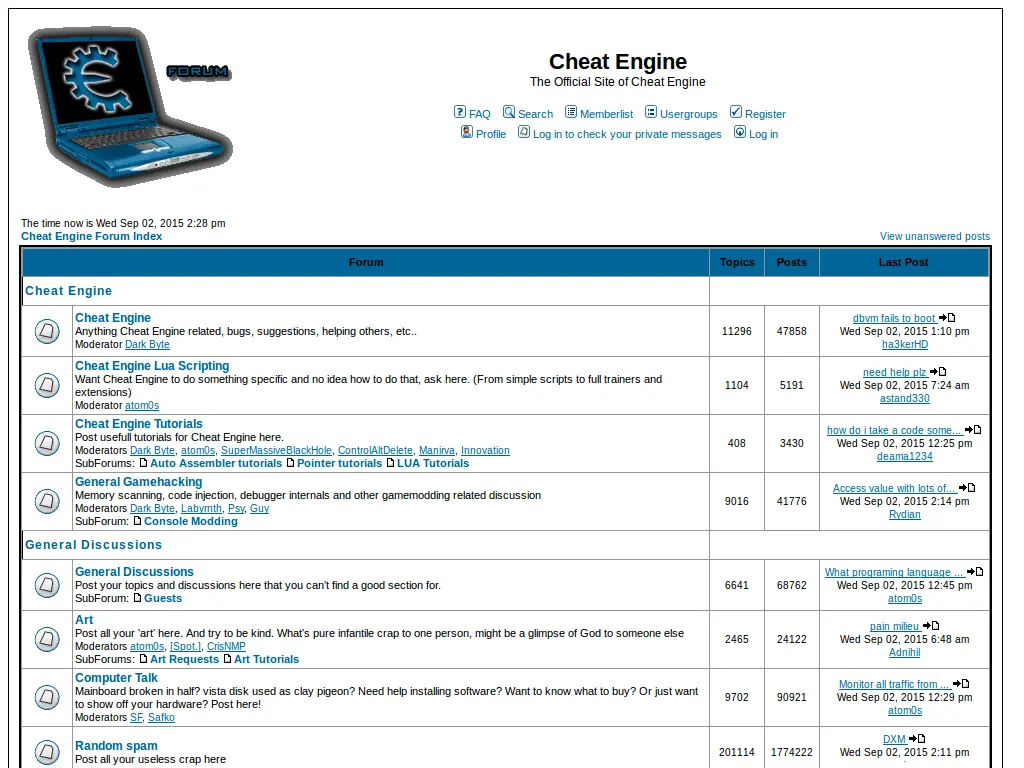 FORUM
Cheat Engine
The Official Site of Cheat Engine
FAQ Search Memberlist Usergroups Register
Profile Log in to check your private messages Log in
The time now is Wed Sep 02, 2015 2:28 pm
Cheat Engine Forum Index
View unanswered posts
Forum Topics Posts Last Post
Cheat Engine
Cheat Engine
Anything Cheat Engine related, bugs, suggestions, helping others, etc..
Moderator Dark Byte
11296
47858
dbvm fails to boot
Wed Sep 02, 2015 1:10 pm
ha3kerHD
Cheat Engine Lua Scripting
Want Cheat Engine to do something specific and no idea how to do that, ask here. (From simple scripts to full trainers and
extensions)
Moderator atom0s
1104
5191
need help plz
Wed Sep 02, 2015 7:24 am
astand330
Cheat Engine Tutorials
Post usefull tutorials for Cheat Engine here.
Moderators Dark Byte, atom0s, SuperMassiveBlackHole, ControlAltDelete, Manirva, Innovation
SubForums: Auto Assembler tutorials Pointer tutorials LUA Tutorials
408
3430
how do i take a code some...
Wed Sep 02, 2015 12:25 pm
deama1234
General Gamehacking
Memory scanning, code injection, debugger internals and other gamemodding related discussion
Moderators Dark Byte, Labyrnth, Psy, Guy
SubForum: Console Modding
9016
41776
Access value with lots of...
Wed Sep 02, 2015 2:14 pm
Rydian
General Discussions
General Discussions
Post your topics and discussions here that you can't find a good section for.
SubForum: Guests
6641
68762
What programing language ...
Wed Sep 02, 2015 12:45 pm
atom0s
Art
Post all your 'art' here. And try to be kind. What's pure infantile crap to one person, might be a glimpse of God to someone else
Moderators atom0s, [Spot.], CrisNMP
SubForums: Art Requests Art Tutorials
2465
24122
pain milieu
Wed Sep 02, 2015 6:48 am
Adnihil
Computer Talk
Mainboard broken in half? vista disk used as clay pigeon? Need help installing software? Want to know what to buy? Or just want
to show off your hardware? Post here!
Moderators SF, Safko
9702
90921
Monitor all traffic from ...
Wed Sep 02, 2015 12:29 pm
atom0s
Random spam
Post all your useless crap here
201114
1774222
DXM
Wed Sep 02, 2015 2:11 pm